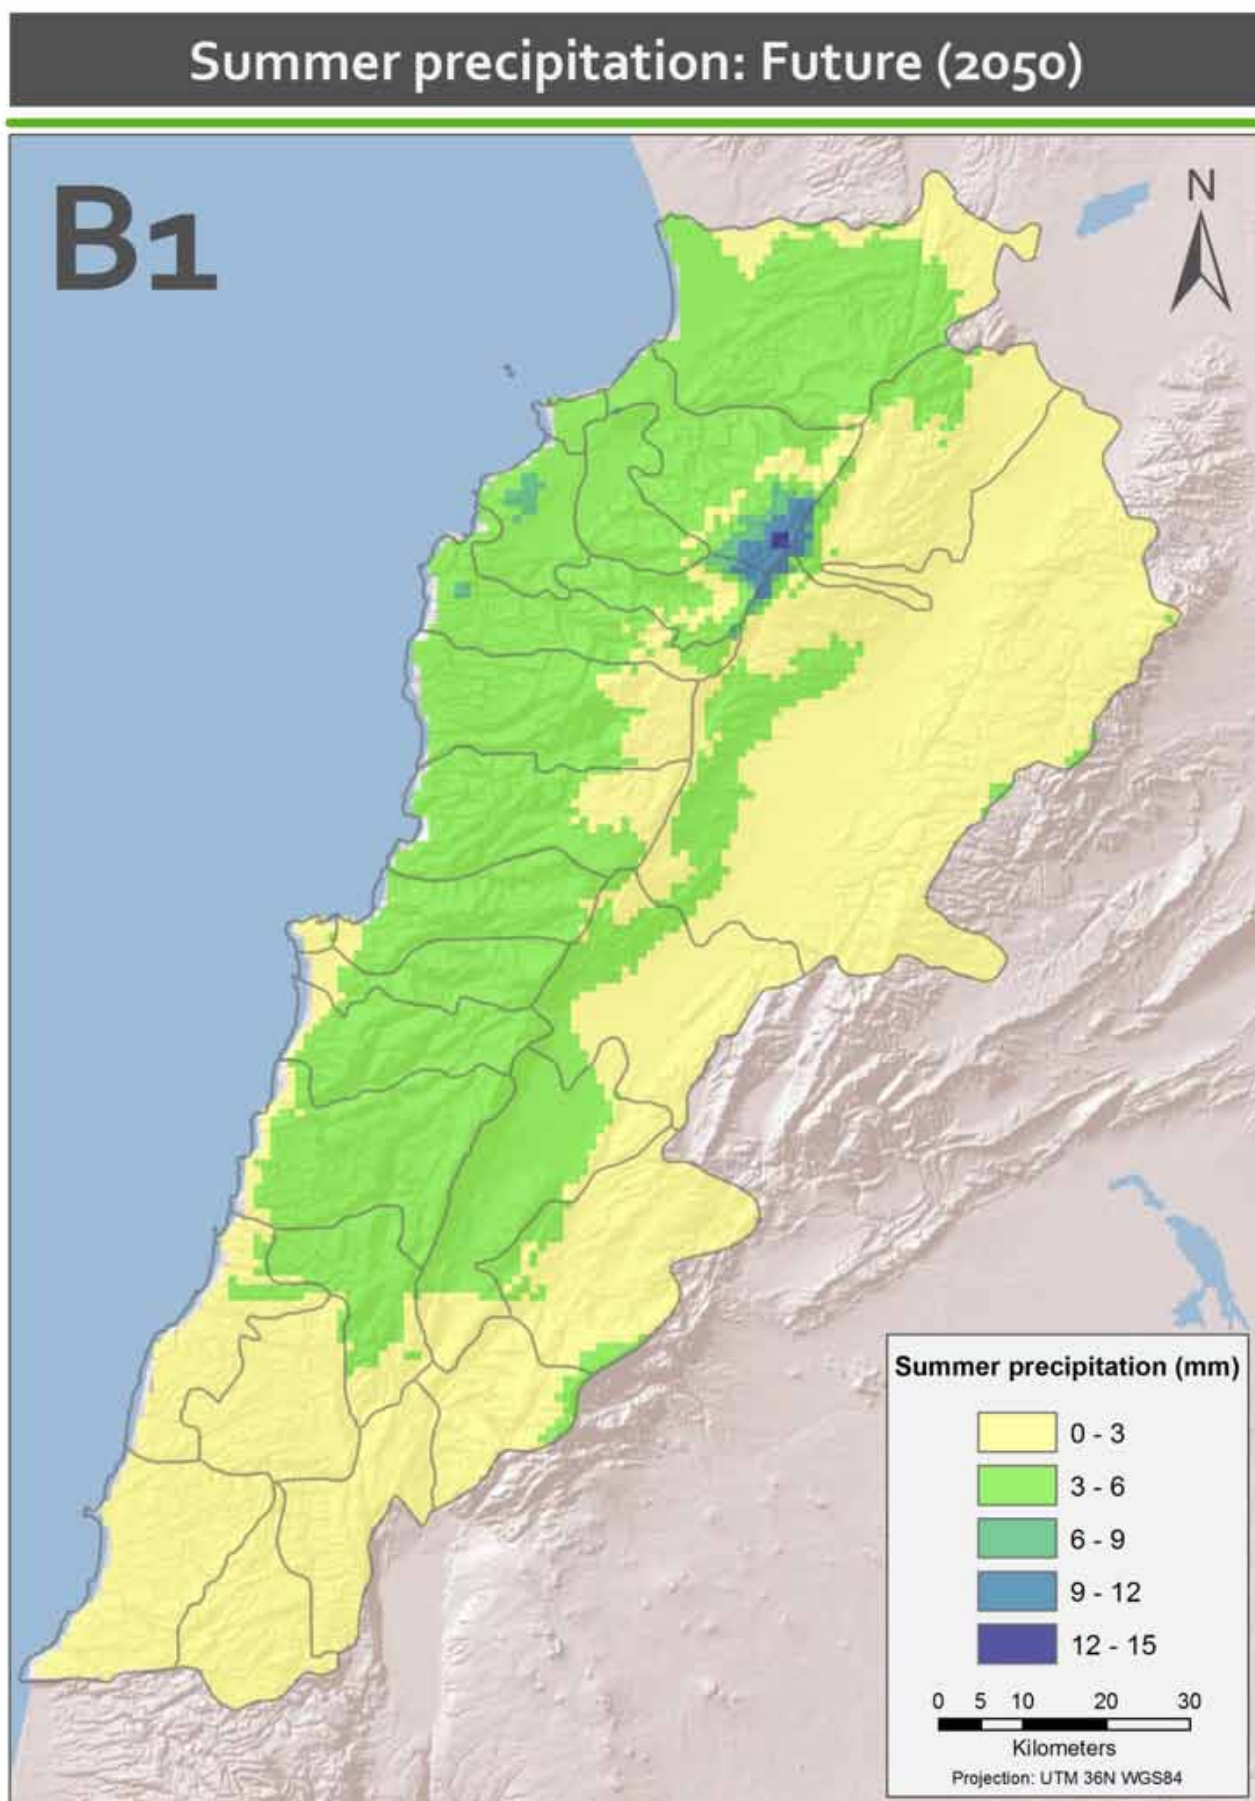 Summer precipitation: Future (2050)
B1
N
Summer precipitation (mm)
0 - 3
3 - 6
6 - 9
9 - 12
12 - 15
0 5 10 20 30
Kilometers
Projection: UTM 36N WGS84